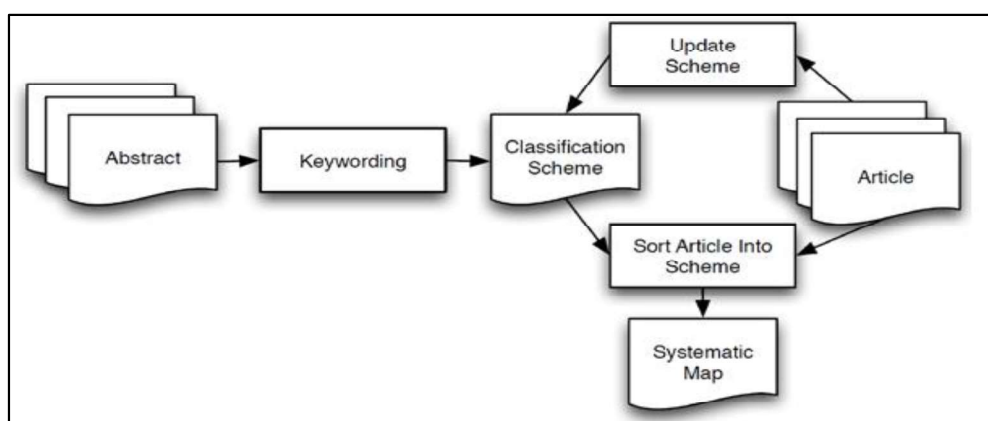 Update
Scheme
Abstract
Keywording
Classification
Scheme
Article
Sort Article Into
Scheme
Systematic
Map